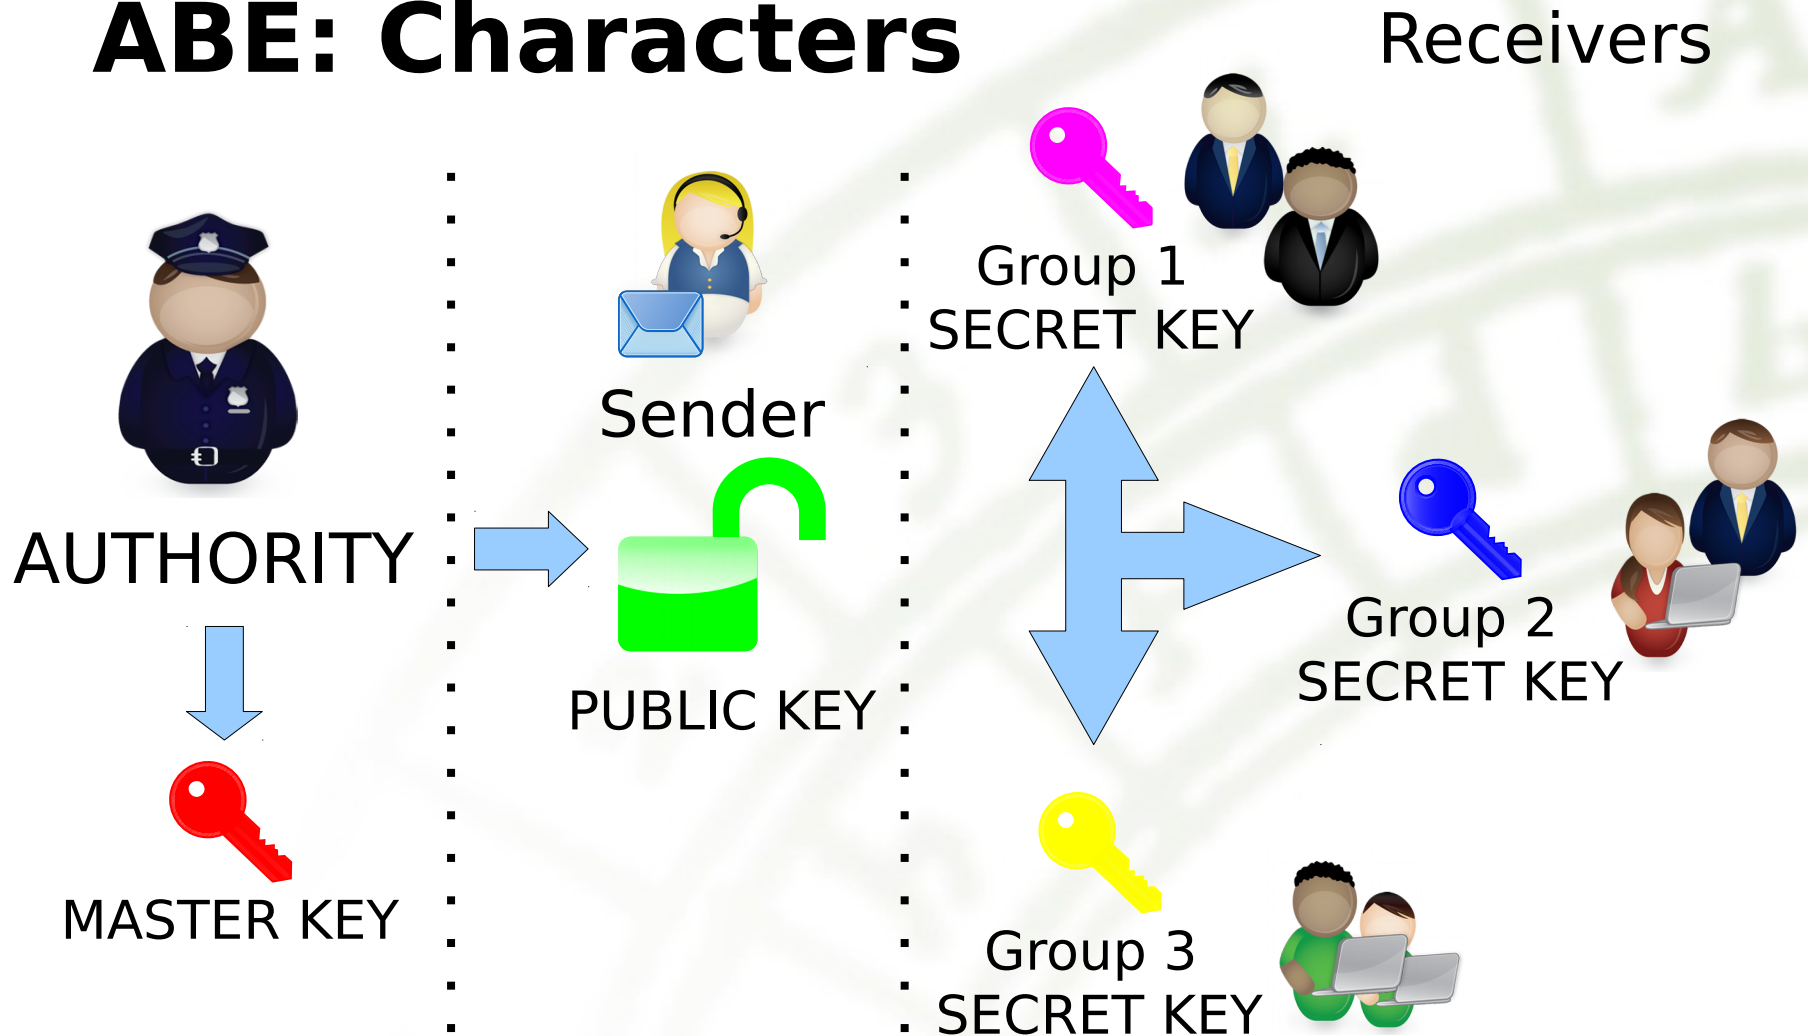 ABE: Characters
Receivers
AUTHORITY
MASTER KEY
Sender
PUBLIC KEY
Group 1
SECRET KEY
Group 2
SECRET KEY
Group 3
SECRET KEY